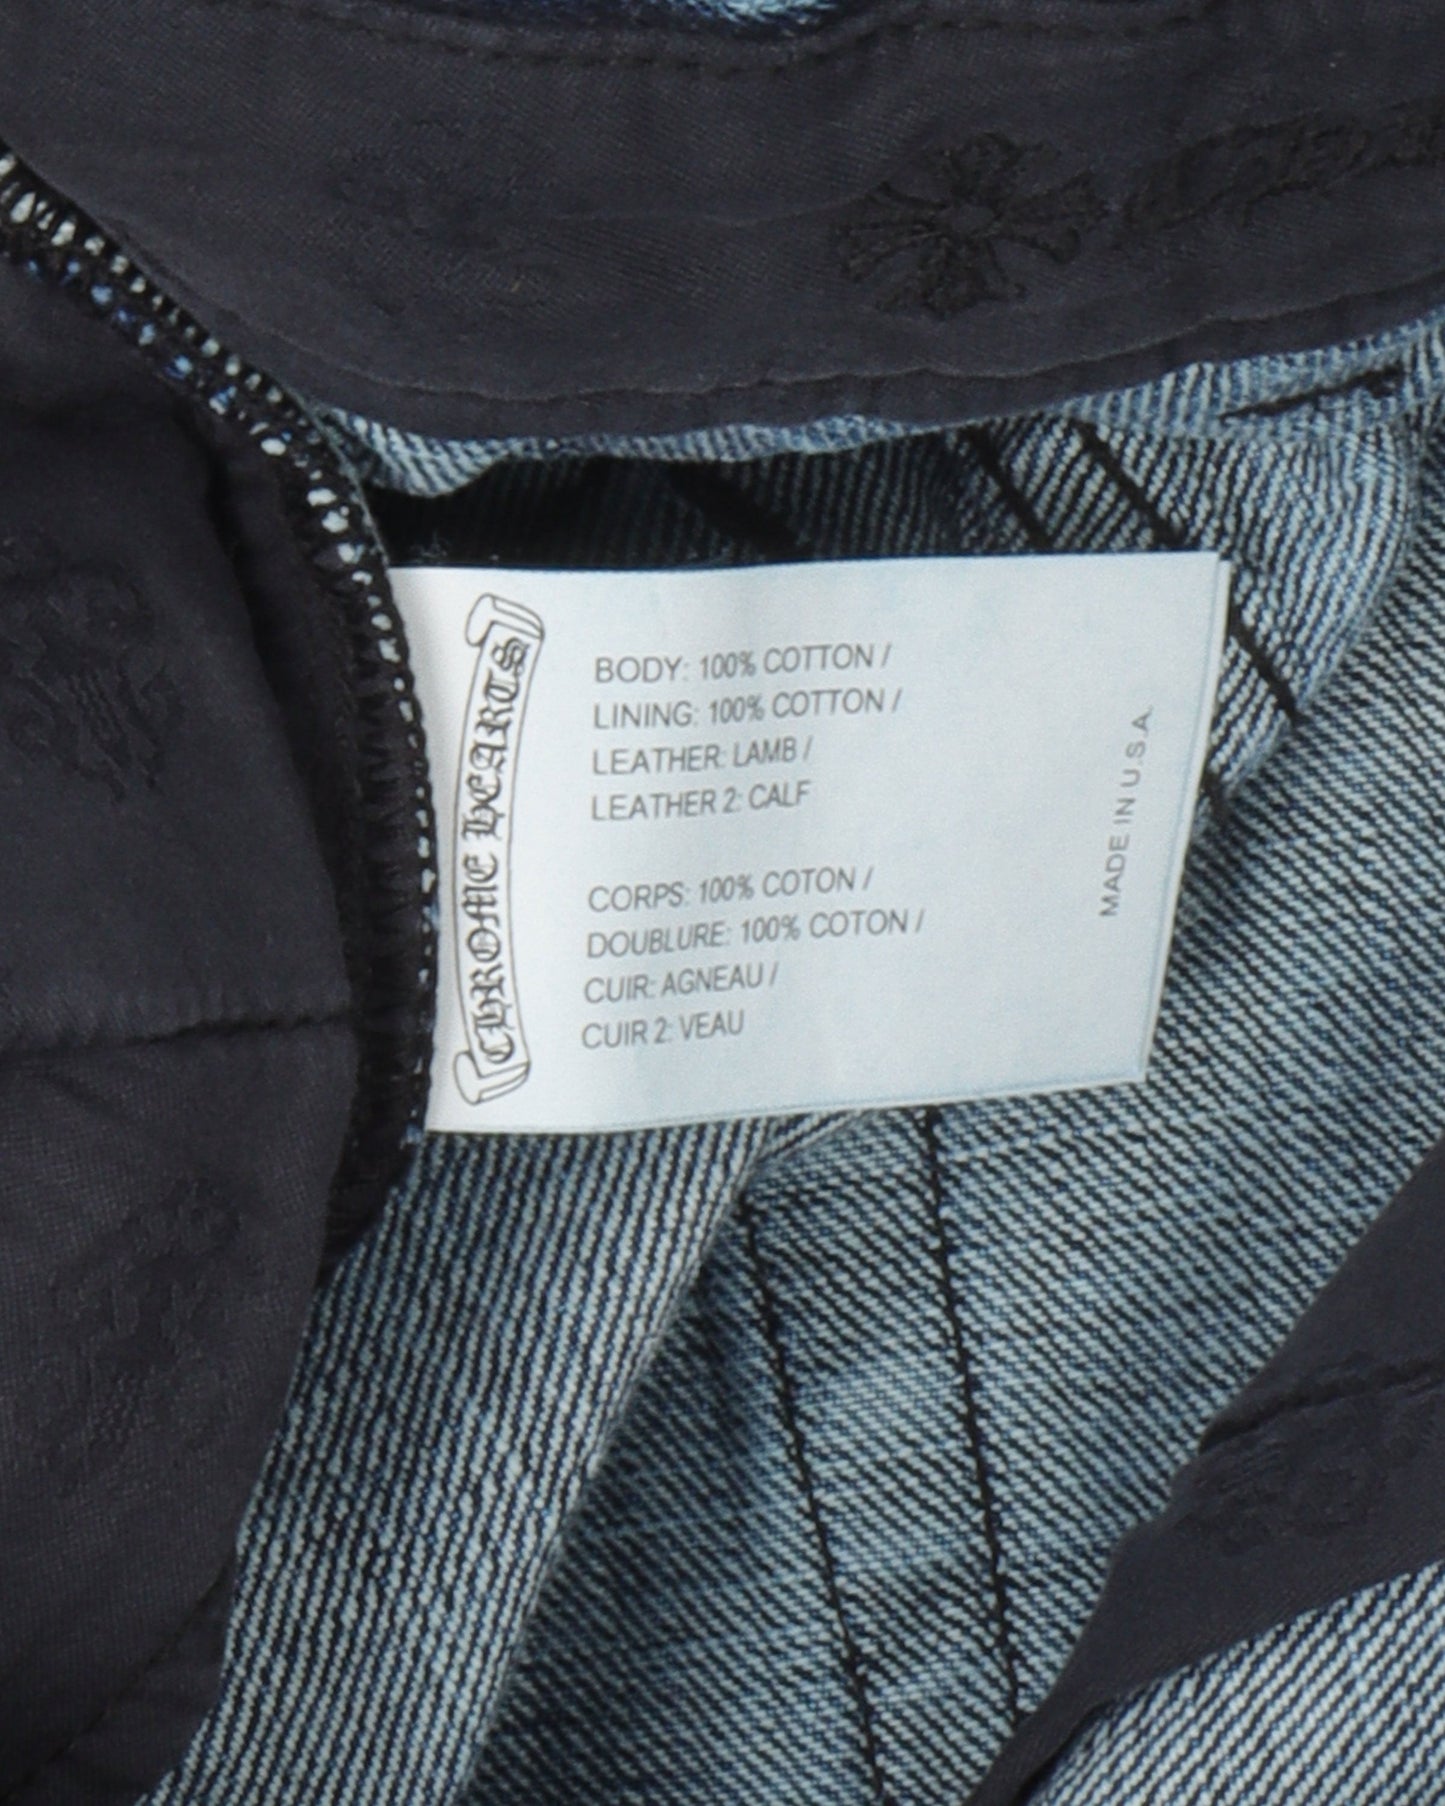 CHROME HEARTS
BODY: 100% COTTON /
LINING: 100% COTTON /
LEATHER: LAMB /
LEATHER 2: CALF
CORPS: 100% COTON /
DOUBLURE: 100% COTON /
CUIR: AGNEAU /
CUIR 2: VEAU
MADE IN U.S.A.